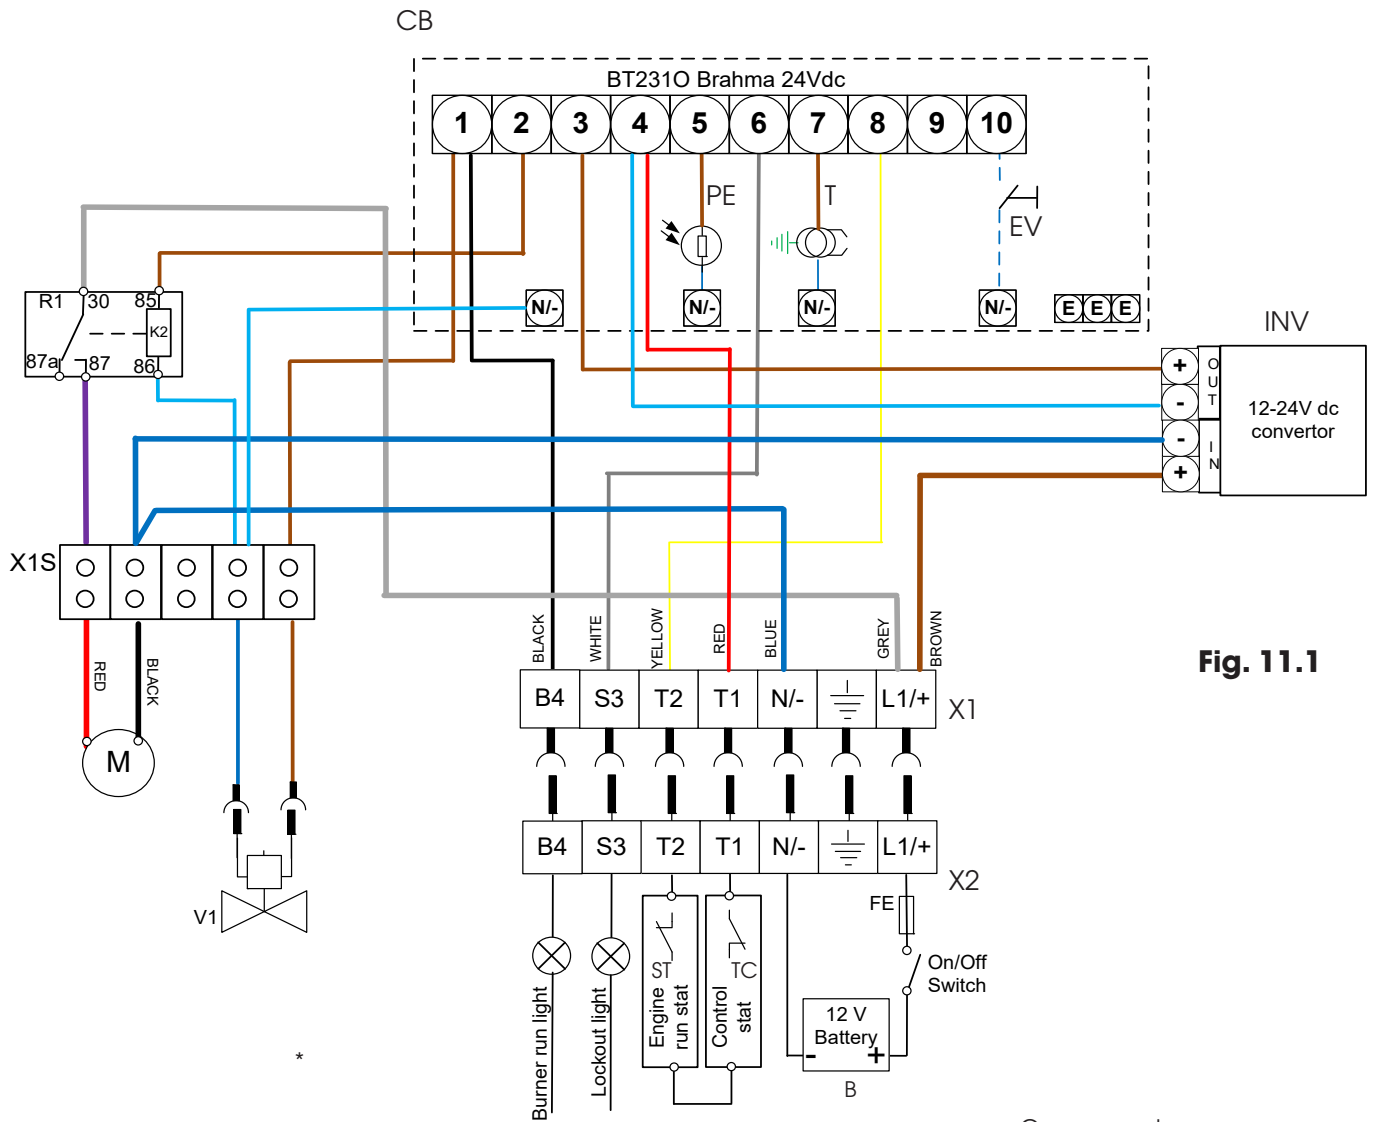 CB
BT231O Brahma 24Vdc
1 2 3 4 5 6 7 8 9 10
PE
T
EV
N/- N/- N/- N/- E E E
R1 30 85
K2
87a 87 86
INV
+ OUT
-
- IN
+
12-24V dc
convertor
X1S
Fig. 11.1
RED
BLACK
M
V1
BLACK
WHITE
YELLOW
RED
BLUE
GREY
BROWN
B4 S3 T2 T1 N/- L1/+
X1
B4 S3 T2 T1 N/- L1/+
X2
FE
On/Off
Switch
ST
TC
Burner run light
Lockout light
Engine
run stat
Control
stat
12 V
Battery
- +
B
*